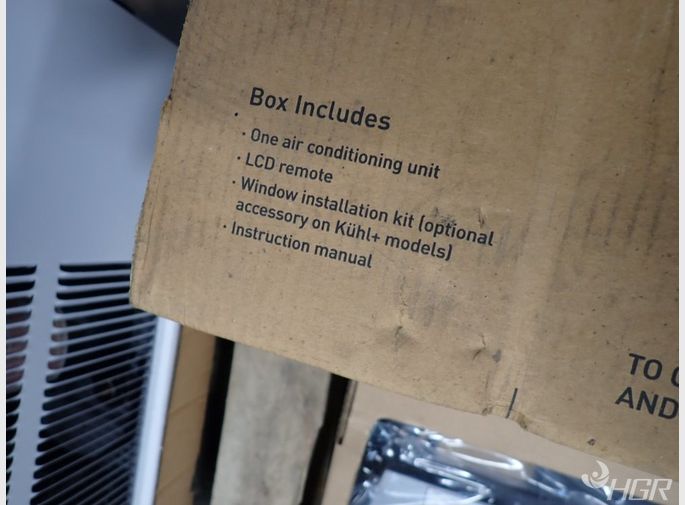 Box Includes
· One air conditioning unit
· LCD remote
· Window installation kit (optional
accessory on Kühl+ models)
· Instruction manual
TO
AND
HGR